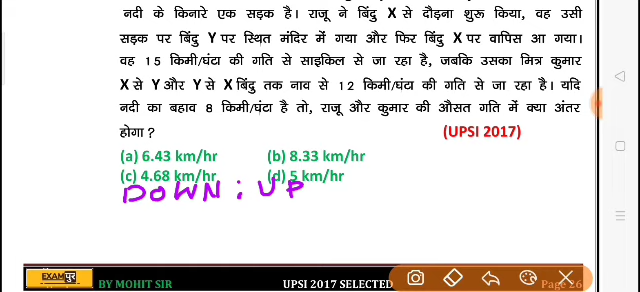 नदी के किनारे एक सड़क है। राजू ने बिंदु X से दौड़ना शुरू किया, वह उसी
सड़क पर बिंदु Y पर स्थित मंदिर में गया और फिर बिंदु X पर वापिस आ गया।
वह 15 किमी/घंटा की गति से साइकिल से जा रहा है, जबकि उसका मित्र कुमार
X से Y और Y से X बिंदु तक नाव से 12 किमी/घंटा की गति से जा रहा है। यदि
नदी का बहाव 8 किमी/घंटा है तो, राजू और कुमार की औसत गति में क्या अंतर
होगा ? (UPSI 2017)
(a) 6.43 km/hr (b) 8.33 km/hr
(c) 4.68 km/hr (d) 5 km/hr
DOWN : UP
EXAMपुर BY MOHIT SIR UPSI 2017 SELECTED Page 26